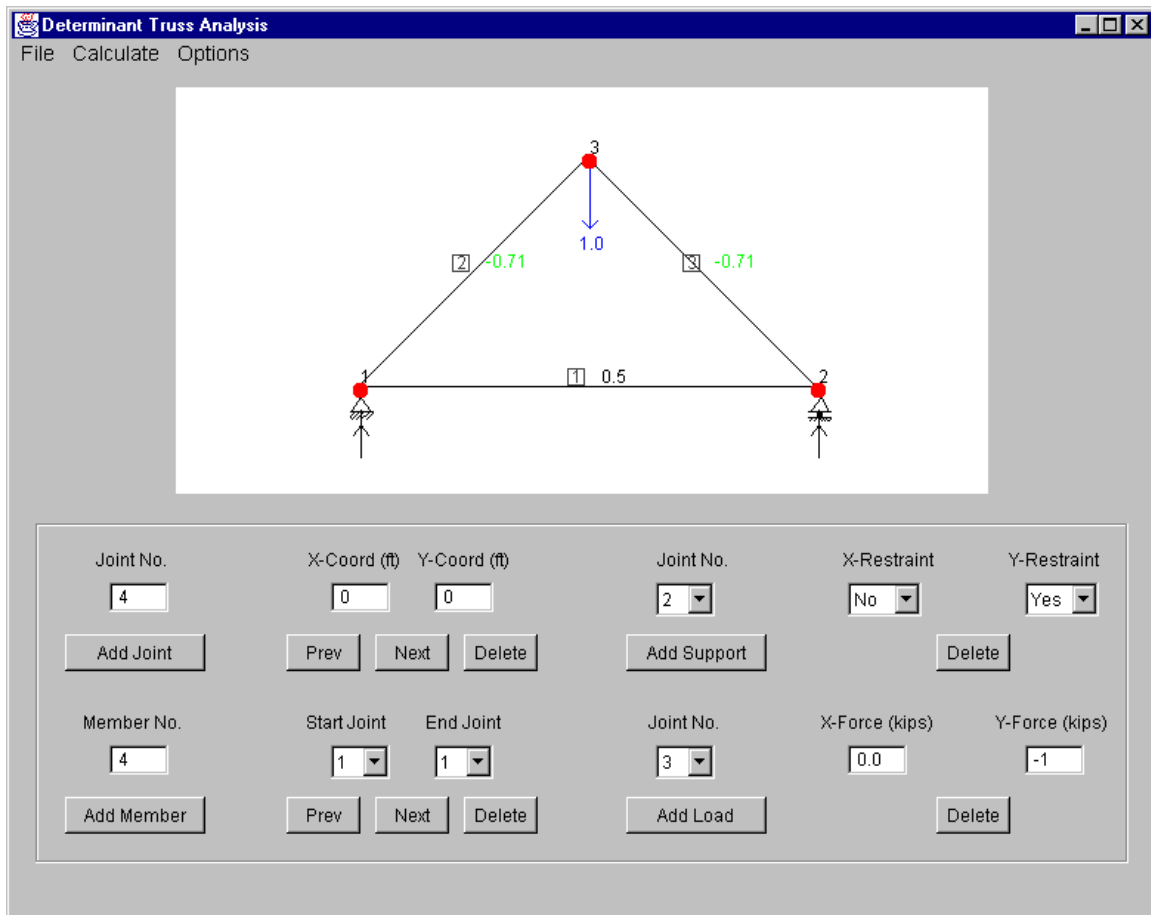 Determinant Truss Analysis
File Calculate Options
3
1.0
2 -0.71
3 -0.71
1
1 0.5
2
Joint No. X-Coord (ft) Y-Coord (ft) Joint No. X-Restraint Y-Restraint
4 0 0 2 No Yes
Add Joint Prev Next Delete Add Support Delete
Member No. Start Joint End Joint Joint No. X-Force (kips) Y-Force (kips)
4 1 1 3 0.0 -1
Add Member Prev Next Delete Add Load Delete